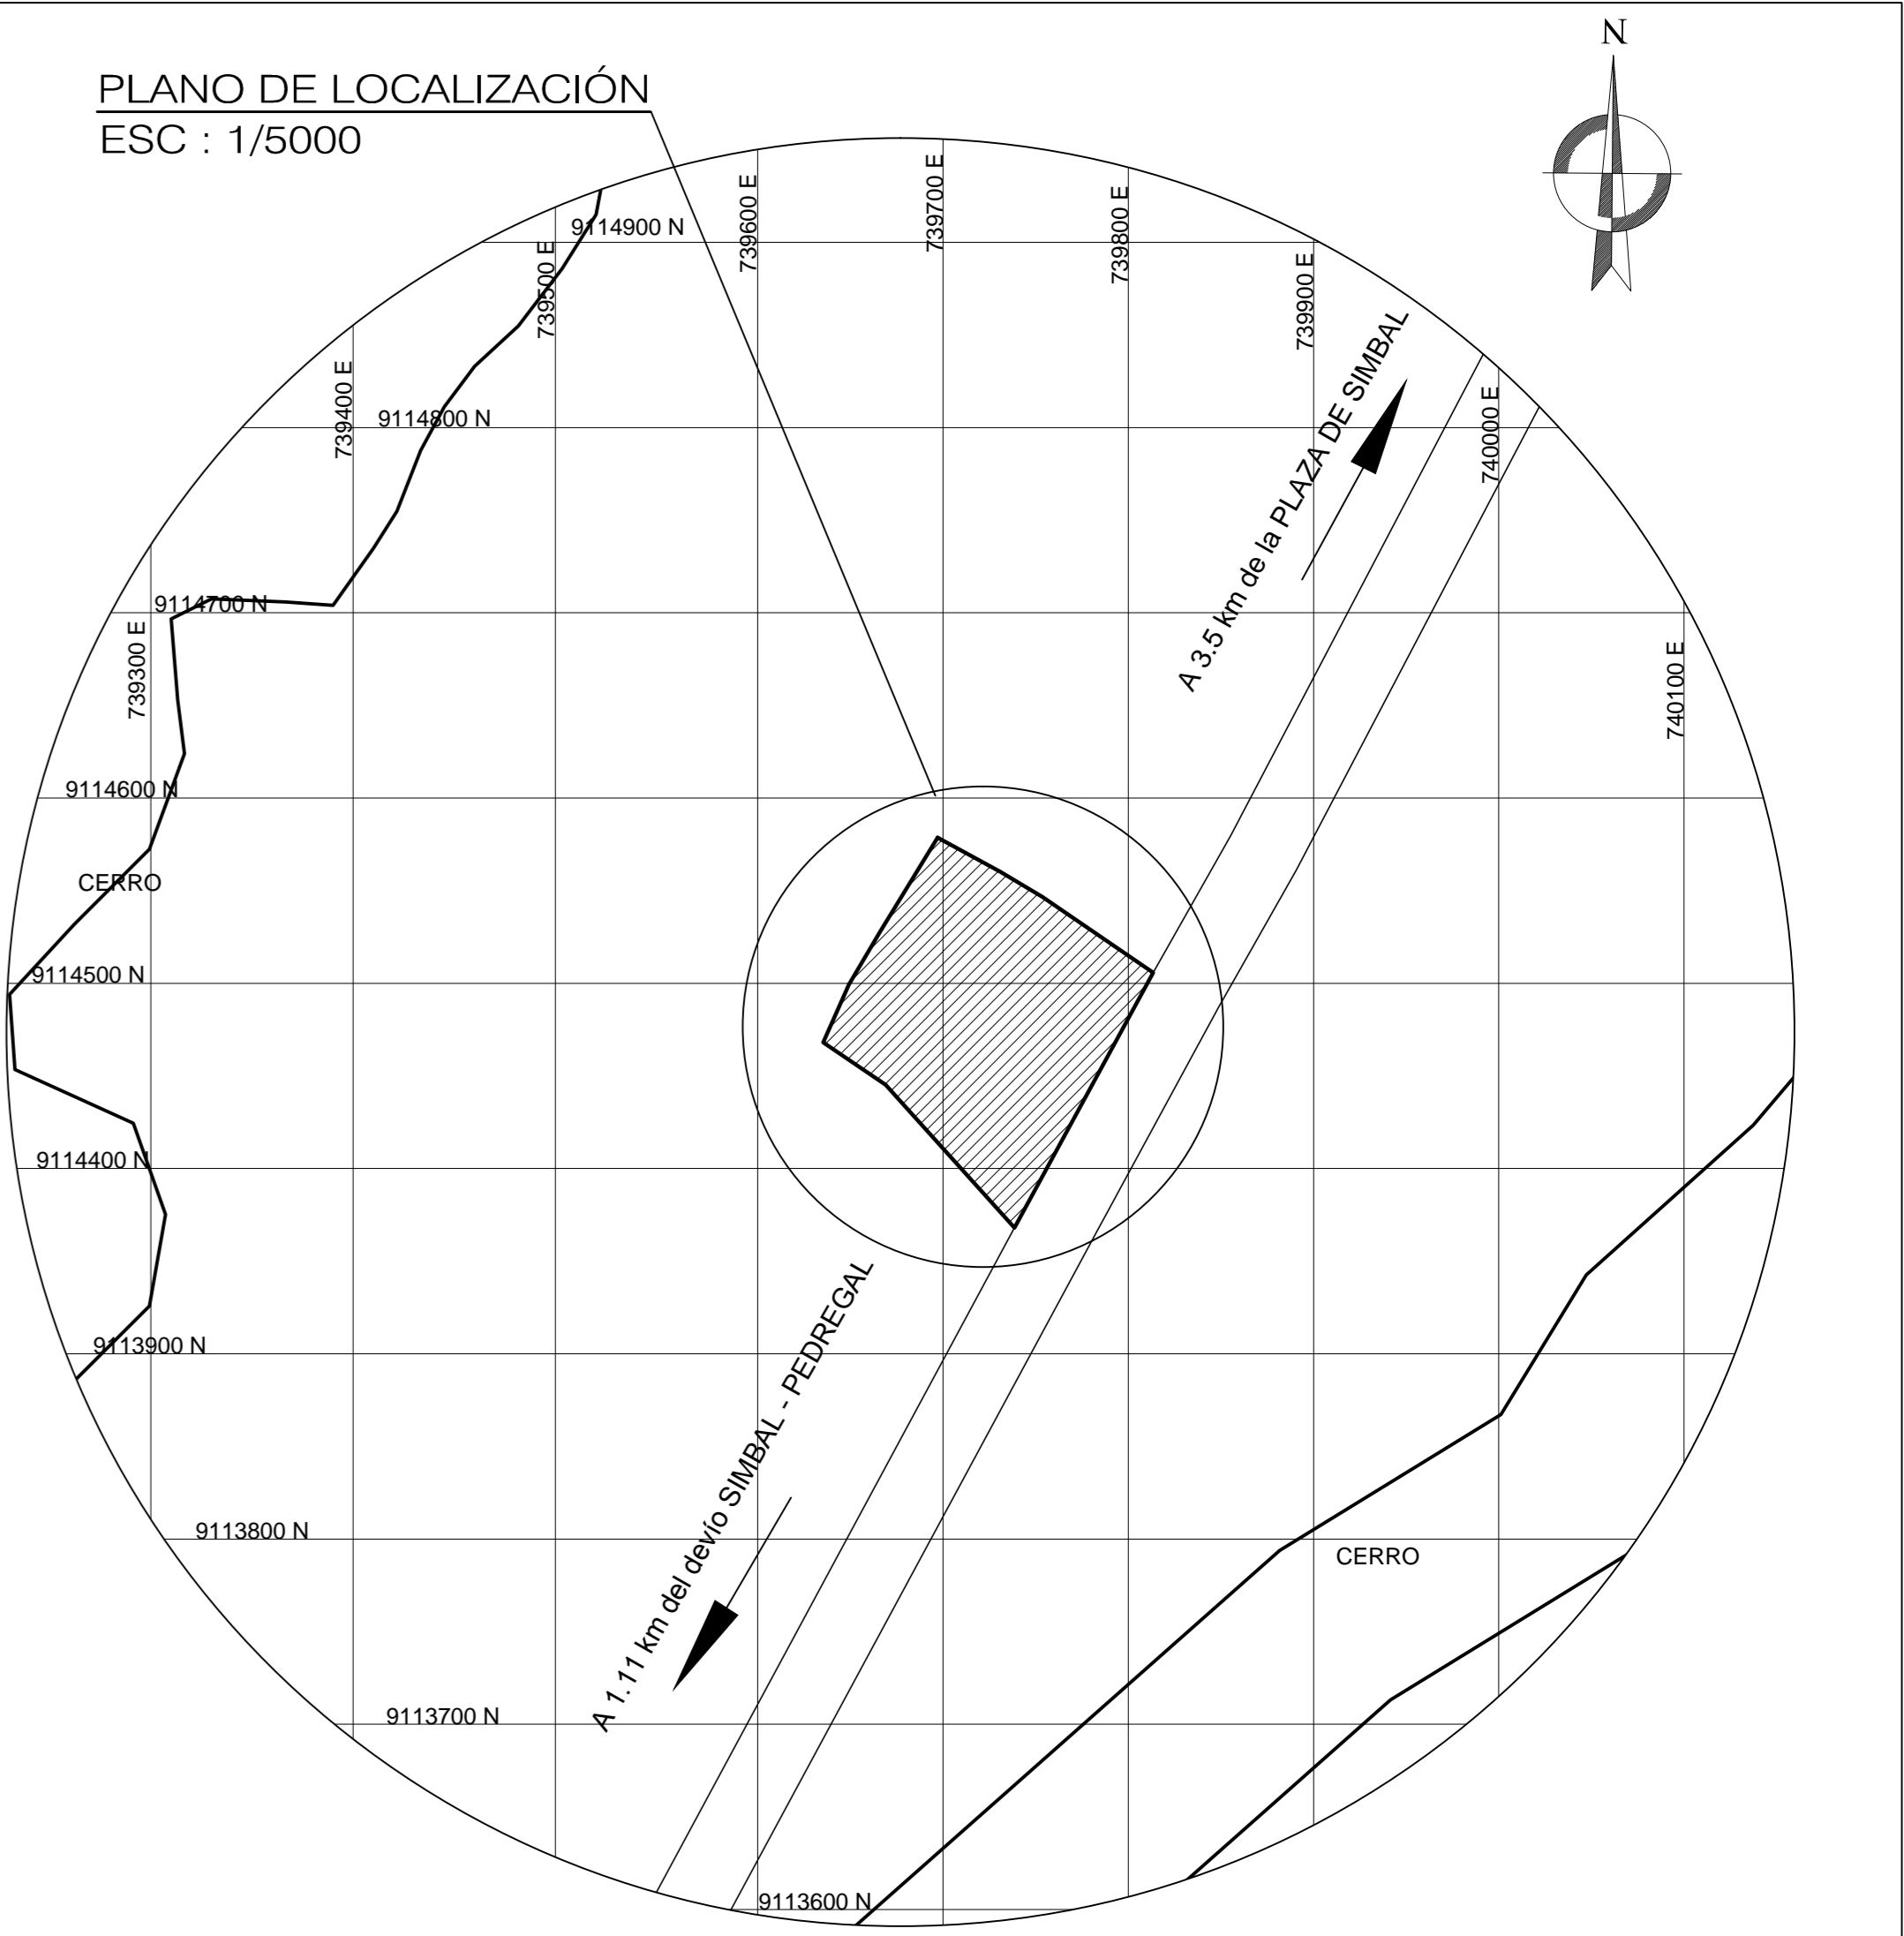 N
PLANO DE LOCALIZACIÓN
ESC : 1/5000
739300 E
739400 E
739500 E
739600 E
739700 E
739800 E
739900 E
740000 E
740100 E
9114900 N
9114800 N
9114700 N
9114600 N
CERRO
9114500 N
9114400 N
9113900 N
9113800 N
9113700 N
9113600 N
A 3.5 km de la PLAZA DE SIMBAL
A 1.11 km del devío SIMBAL - PEDREGAL
CERRO